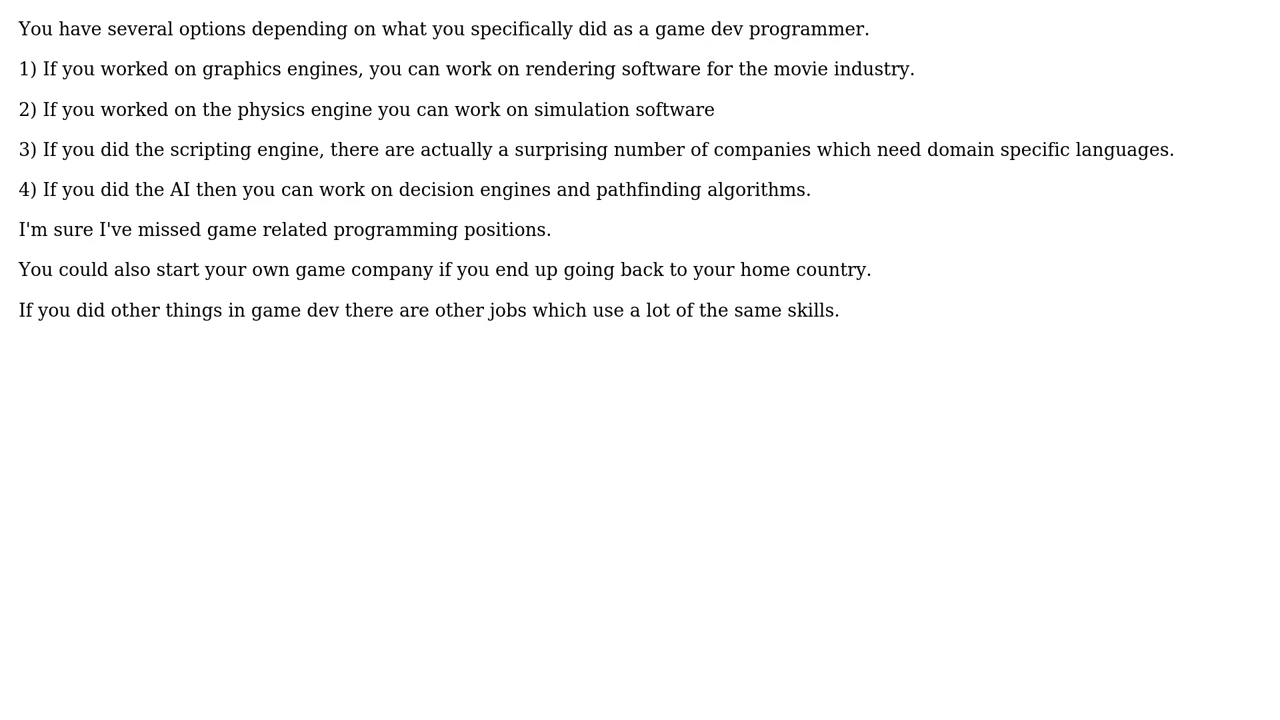 You have several options depending on what you specifically did as a game dev programmer.
1) If you worked on graphics engines, you can work on rendering software for the movie industry.
2) If you worked on the physics engine you can work on simulation software
3) If you did the scripting engine, there are actually a surprising number of companies which need domain specific languages.
4) If you did the AI then you can work on decision engines and pathfinding algorithms.
I'm sure I've missed game related programming positions.
You could also start your own game company if you end up going back to your home country.
If you did other things in game dev there are other jobs which use a lot of the same skills.